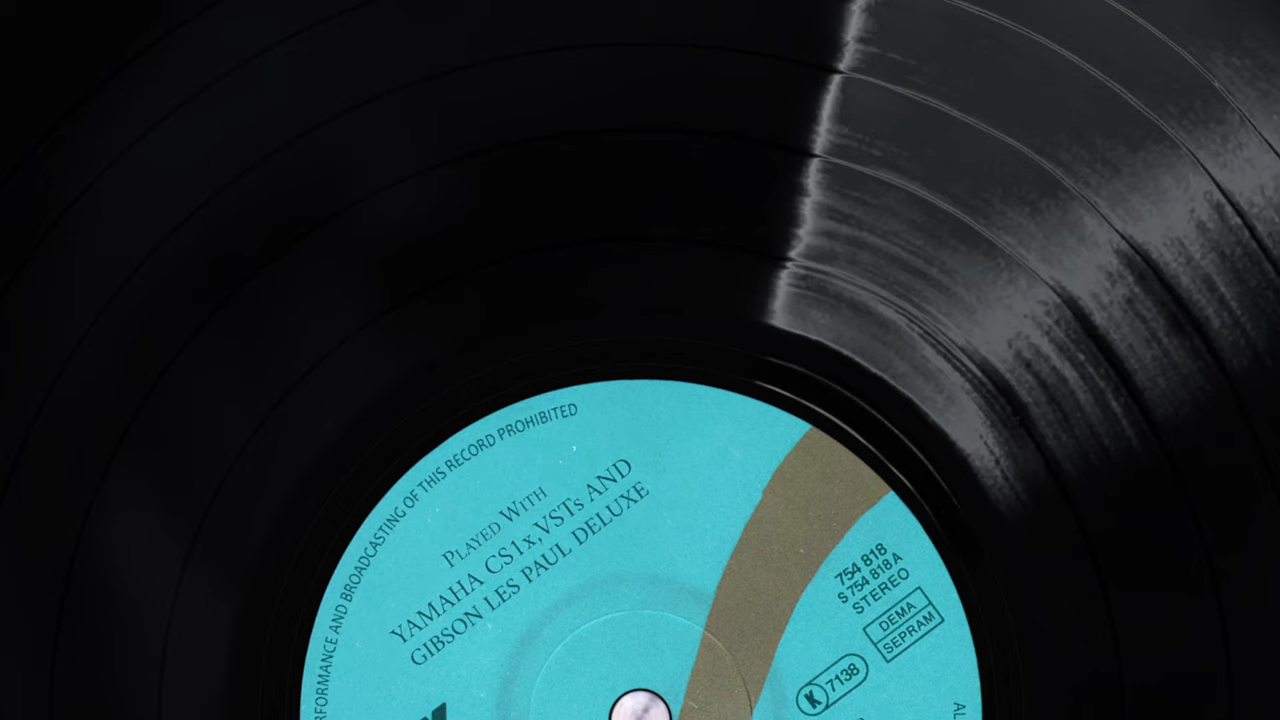 PERFORMANCE AND BROADCASTING OF THIS RECORD PROHIBITED
PLAYED WITH
YAMAHA CS1x, VSTs AND
GIBSON LES PAUL DELUXE
754 818
S 754 818 A
STEREO
DEMA
SEPRAM
K 7138
AL